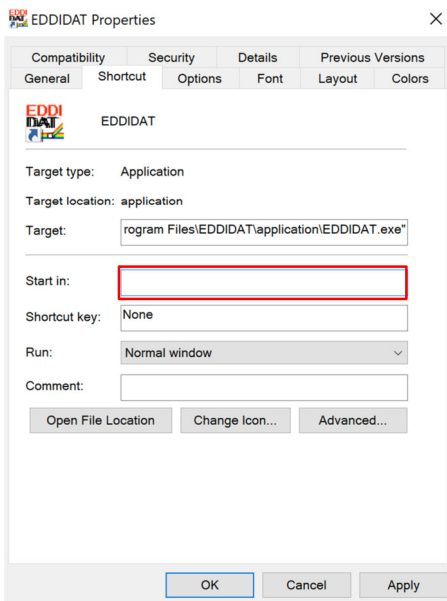 EDDIDAT Properties
Compatibility Security Details Previous Versions
General Shortcut Options Font Layout Colors
EDDI
DAT
EDDIDAT
Target type: Application
Target location: application
Target: rogram Files\EDDIDAT\application\EDDIDAT.exe"
Start in:
Shortcut key: None
Run: Normal window
Comment:
Open File Location Change Icon... Advanced...
OK Cancel Apply